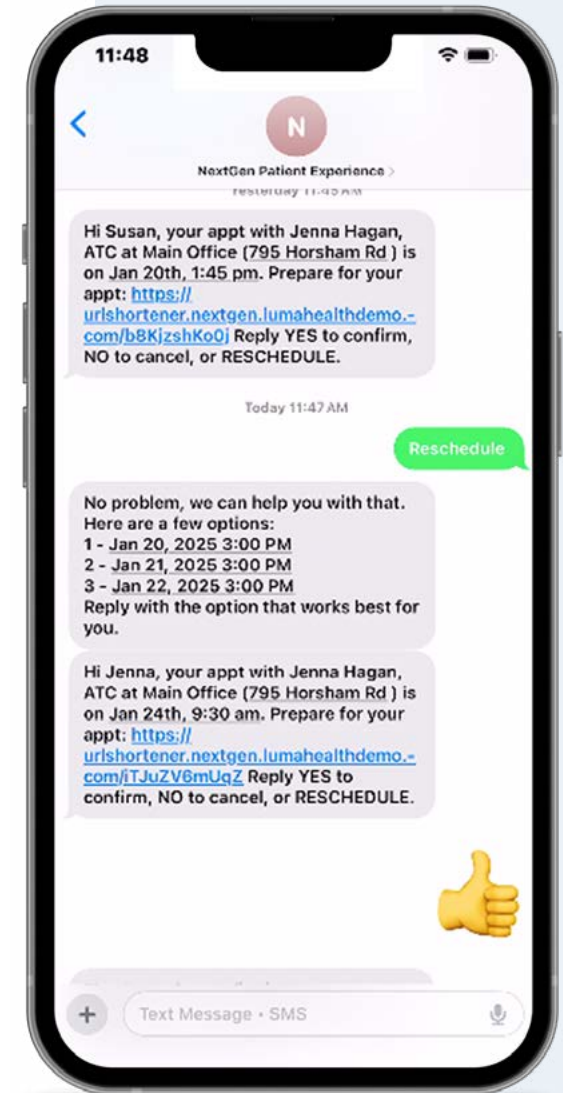 11:48
N
NextGen Patient Experience >
Yesterday 11:45 AM
Hi Susan, your appt with Jenna Hagan,
ATC at Main Office (795 Horsham Rd ) is
on Jan 20th, 1:45 pm. Prepare for your
appt: https://
urlshortener.nextgen.lumahealthdemo.-
com/b8KjzshKo0j Reply YES to confirm,
NO to cancel, or RESCHEDULE.
Today 11:47 AM
Reschedule
No problem, we can help you with that.
Here are a few options:
1 - Jan 20, 2025 3:00 PM
2 - Jan 21, 2025 3:00 PM
3 - Jan 22, 2025 3:00 PM
Reply with the option that works best for
you.
Hi Jenna, your appt with Jenna Hagan,
ATC at Main Office (795 Horsham Rd ) is
on Jan 24th, 9:30 am. Prepare for your
appt: https://
urlshortener.nextgen.lumahealthdemo.-
com/iTJuZV6mUqZ Reply YES to
confirm, NO to cancel, or RESCHEDULE.
Text Message • SMS